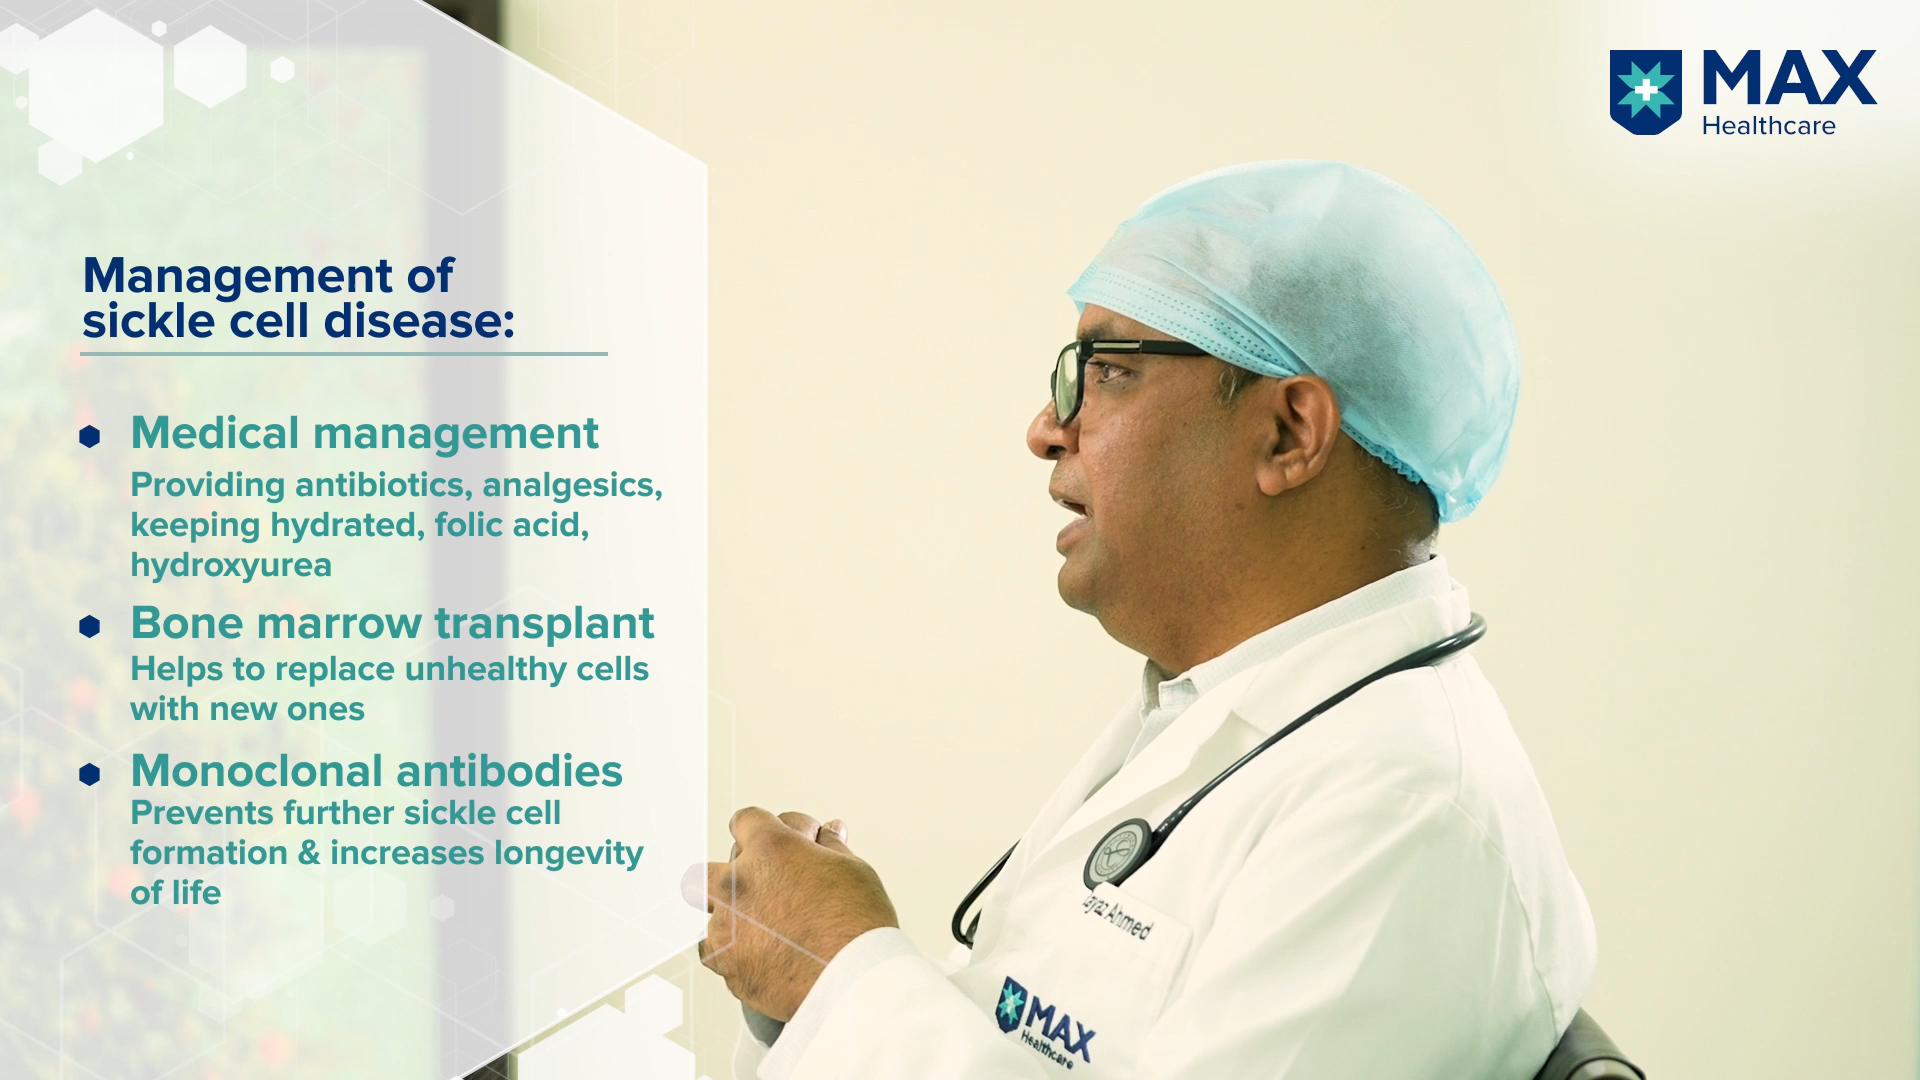 MAX
Healthcare
Management of
sickle cell disease:
Medical management
Providing antibiotics, analgesics,
keeping hydrated, folic acid,
hydroxyurea
Bone marrow transplant
Helps to replace unhealthy cells
with new ones
Monoclonal antibodies
Prevents further sickle cell
formation & increases longevity
of life
Ahmed
MAX
Healthcare